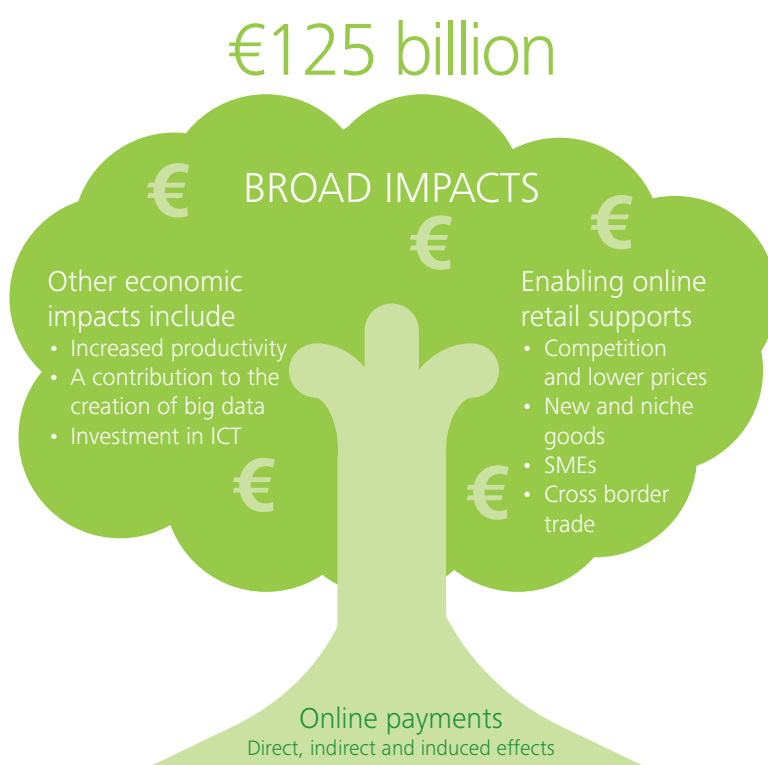 €125 billion
BROAD IMPACTS
€
€
€
Other economic
impacts include
• Increased productivity
• A contribution to the
creation of big data
• Investment in ICT
Enabling online
retail supports
• Competition
and lower prices
• New and niche
goods
• SMEs
• Cross border
trade
€
€
Online payments
Direct, indirect and induced effects